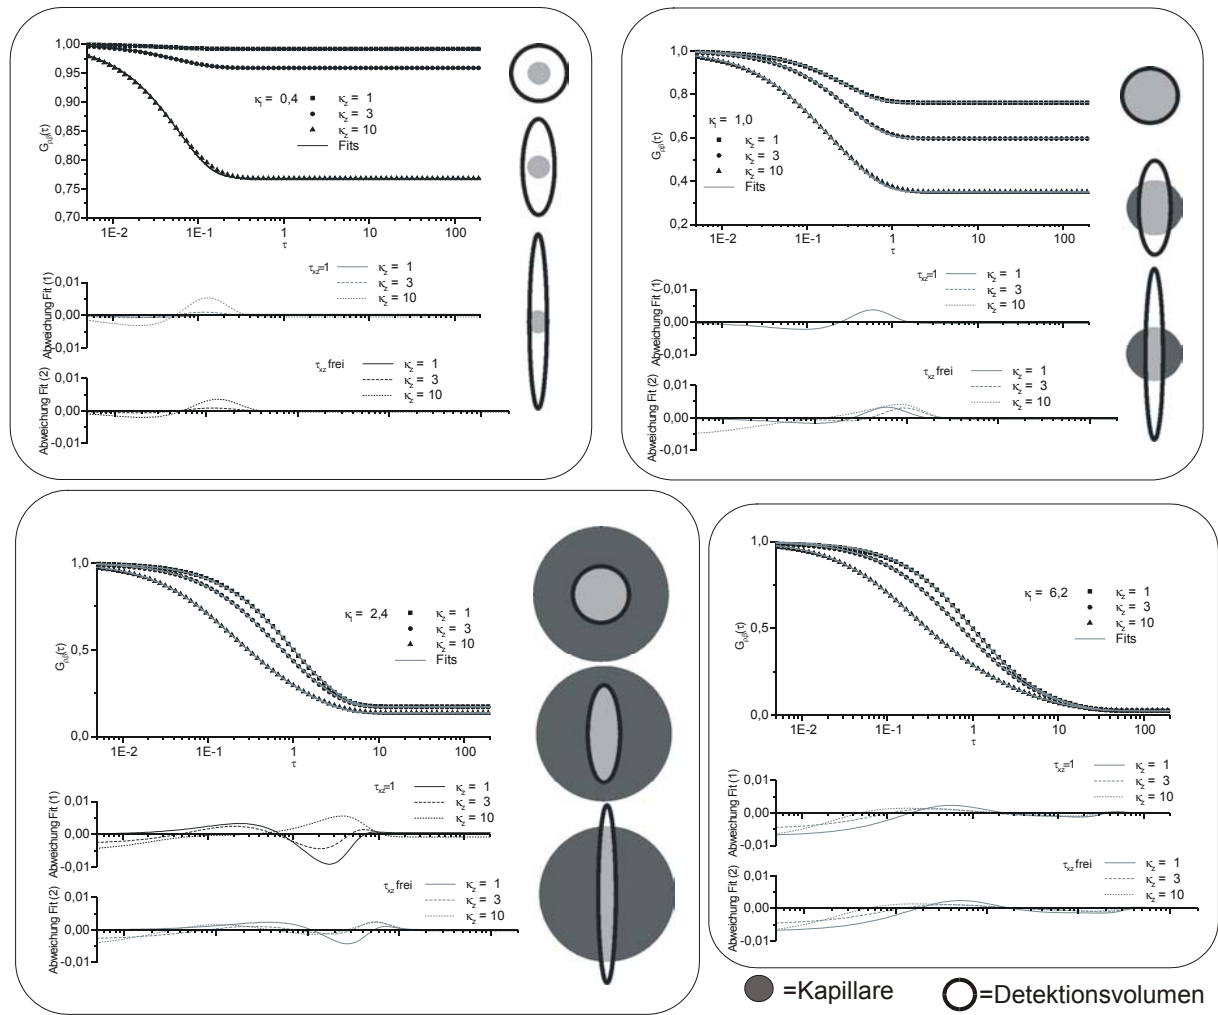 1,00
0,95
0,90
0,85
0,80
0,75
0,70
Gρβ(τ)
κr = 0,4
κz = 1
κz = 3
κz = 10
Fits
1E-2 1E-1 1 10 100
τ
Abweichung Fit (1)
0,01
0,00
-0,01
τxz=1
κz = 1
κz = 3
κz = 10
Abweichung Fit (2)
0,01
0,00
-0,01
τxz frei
κz = 1
κz = 3
κz = 10
1,0
0,8
0,6
0,4
0,2
κr = 1,0
κz = 1
κz = 3
κz = 10
Fits
1E-2 1E-1 1 10 100
τ
Abweichung Fit (1)
0,01
0,00
-0,01
τxz=1
κz = 1
κz = 3
κz = 10
Abweichung Fit (2)
0,01
0,00
-0,01
τxz frei
κz = 1
κz = 3
κz = 10
1,0
0,5
0,0
κr = 2,4
κz = 1
κz = 3
κz = 10
Fits
1E-2 1E-1 1 10 100
τ
Abweichung Fit (1)
0,01
0,00
-0,01
τxz=1
κz = 1
κz = 3
κz = 10
Abweichung Fit (2)
0,01
0,00
-0,01
τxz frei
κz = 1
κz = 3
κz = 10
1,0
0,5
0,0
κr = 6,2
κz = 1
κz = 3
κz = 10
Fits
1E-2 1E-1 1 10 100
τ
Abweichung Fit (1)
0,01
0,00
-0,01
τxz=1
κz = 1
κz = 3
κz = 10
Abweichung Fit (2)
0,01
0,00
-0,01
τxz frei
κz = 1
κz = 3
κz = 10
=Kapillare
=Detektionsvolumen